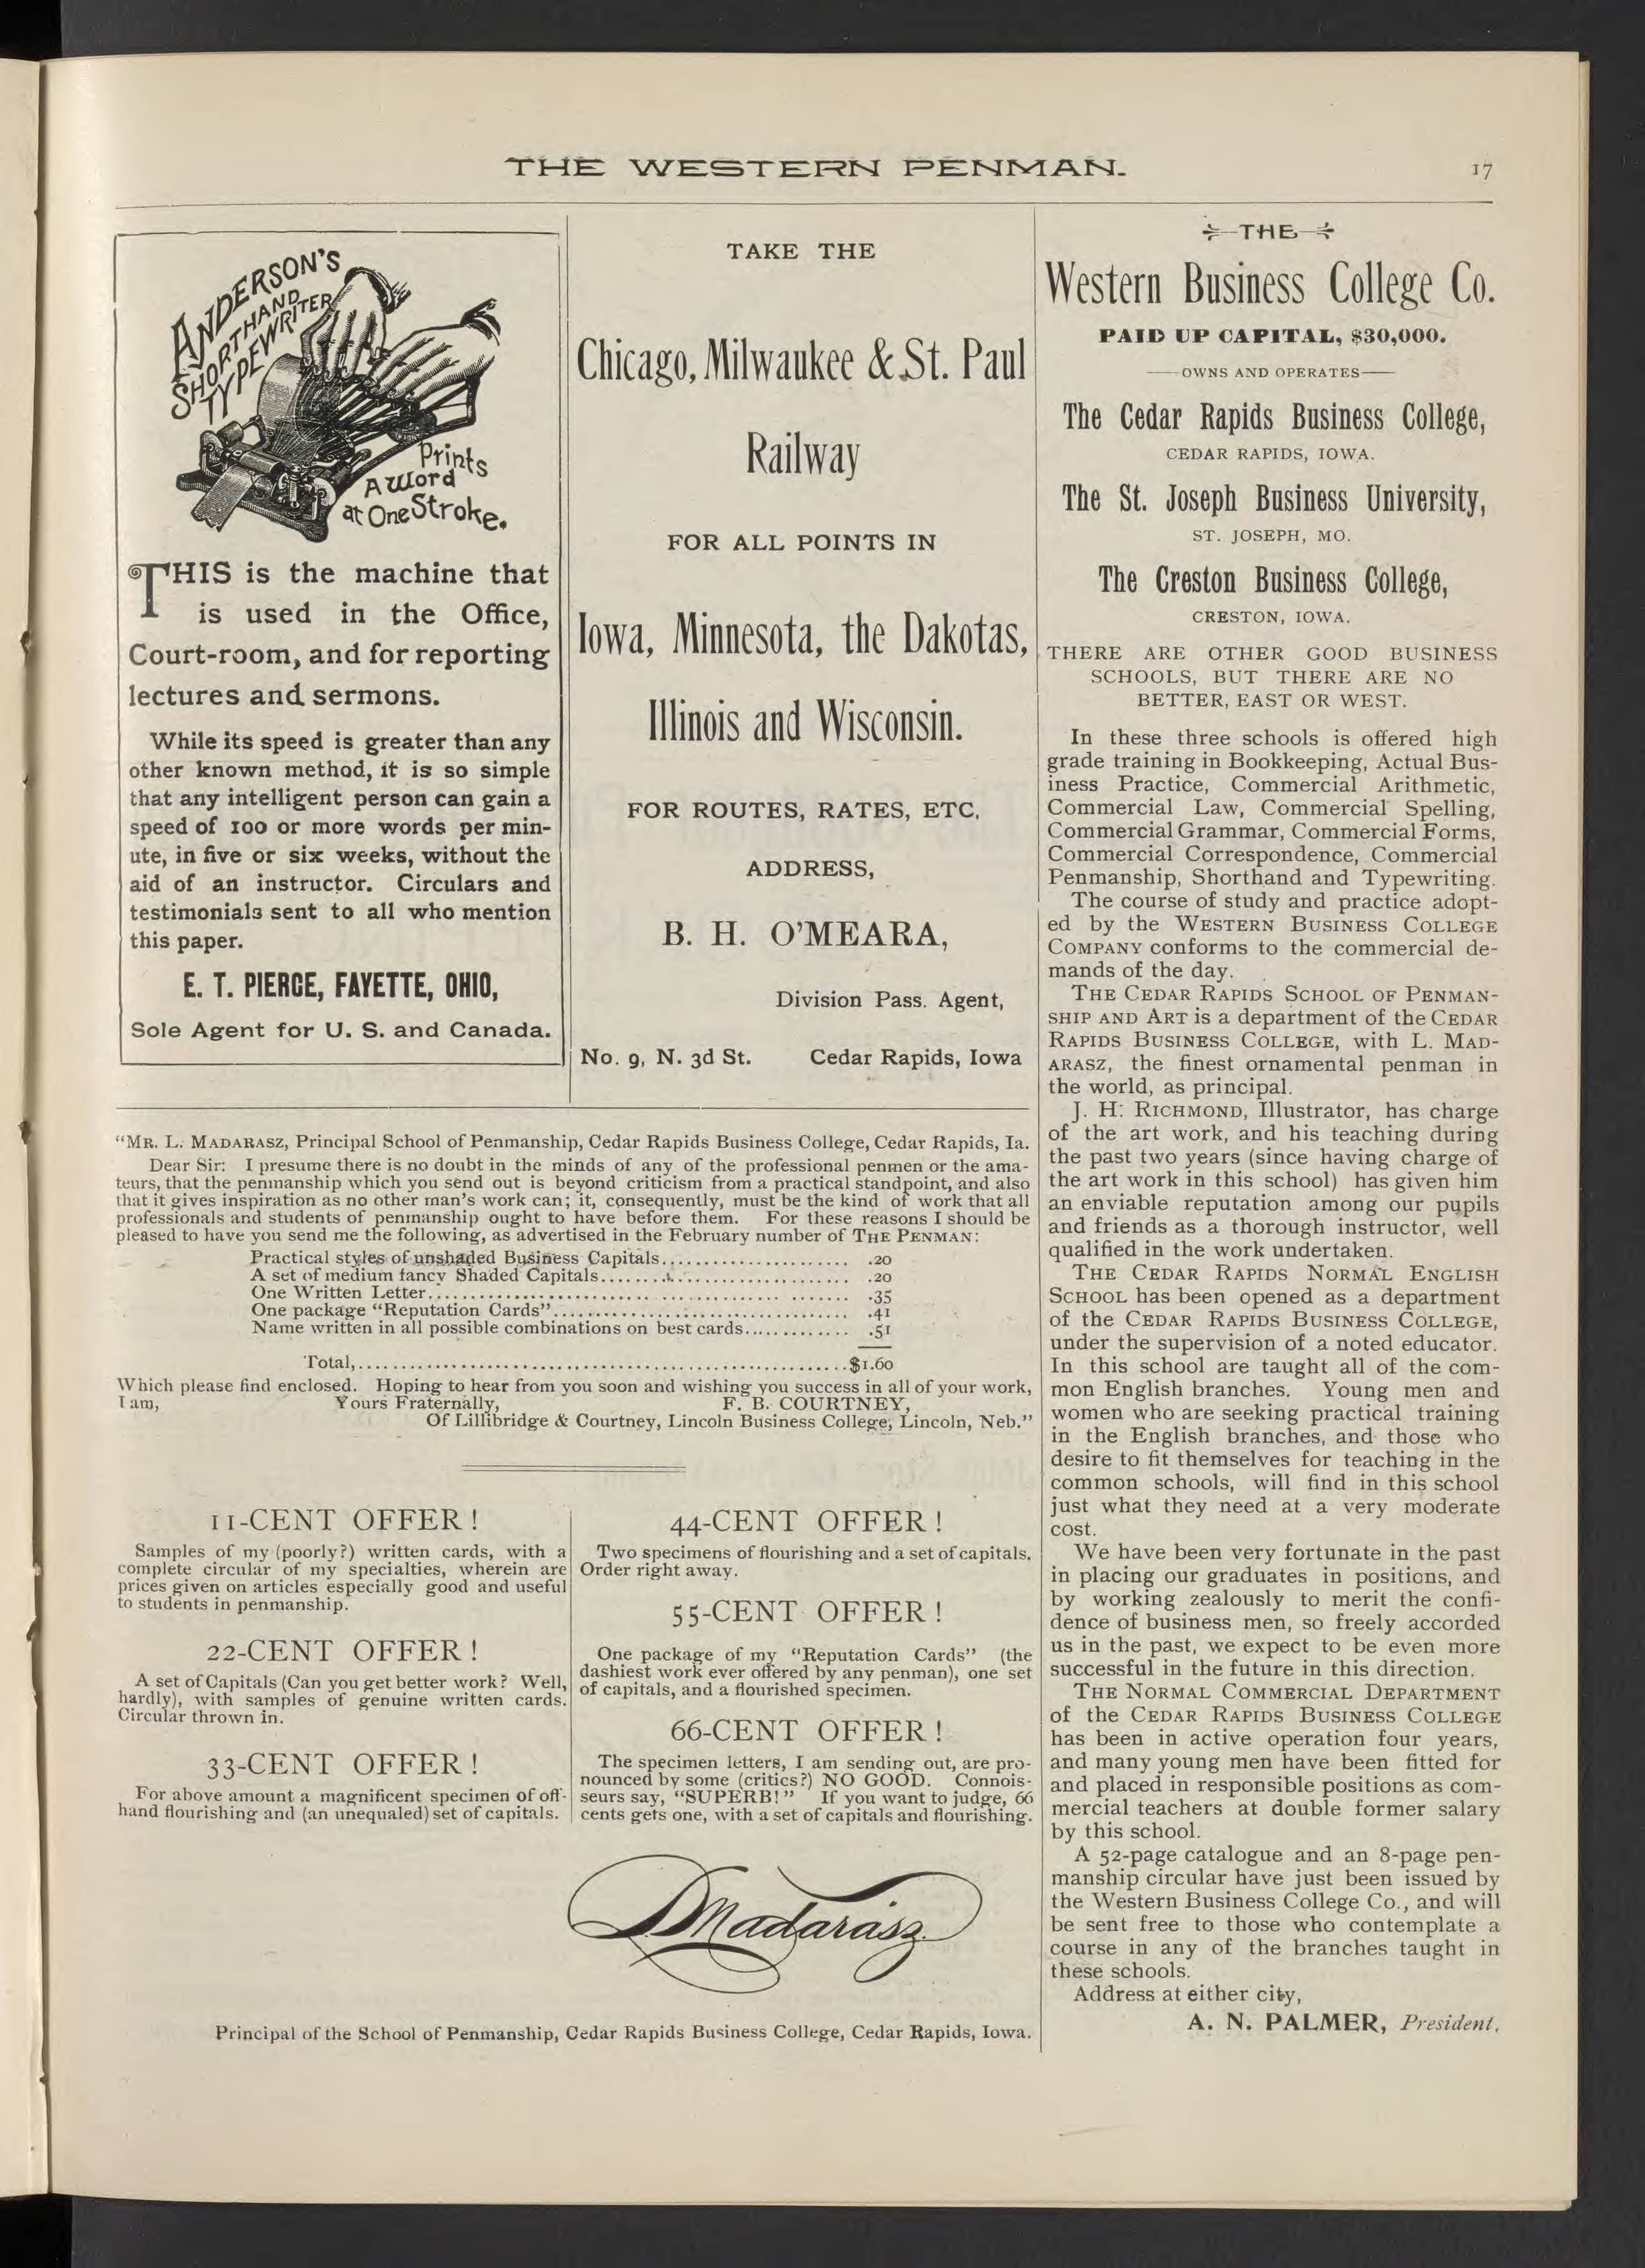 THE WESTERN PENMAN.
17
ANDERSON'S
SHORTHAND
TYPEWRITER
Prints
A Word
at One Stroke.
THIS is the machine that
is used in the Office,
Court-room, and for reporting
lectures and sermons.
While its speed is greater than any
other known method, it is so simple
that any intelligent person can gain a
speed of 100 or more words per min-
ute, in five or six weeks, without the
aid of an instructor. Circulars and
testimonials sent to all who mention
this paper.
E. T. PIERCE, FAYETTE, OHIO,
Sole Agent for U. S. and Canada.
TAKE THE
Chicago, Milwaukee & St. Paul
Railway
FOR ALL POINTS IN
Iowa, Minnesota, the Dakotas,
Illinois and Wisconsin.
FOR ROUTES, RATES, ETC,
ADDRESS,
B. H. O'MEARA,
Division Pass. Agent,
No. 9, N. 3d St. Cedar Rapids, Iowa
"MR. L. MADARASZ, Principal School of Penmanship, Cedar Rapids Business College, Cedar Rapids, Ia.
Dear Sir: I presume there is no doubt in the minds of any of the professional penmen or the ama-
teurs, that the penmanship which you send out is beyond criticism from a practical standpoint, and also
that it gives inspiration as no other man's work can; it, consequently, must be the kind of work that all
professionals and students of penmanship ought to have before them. For these reasons I should be
pleased to have you send me the following, as advertised in the February number of THE PENMAN:
Practical styles of unshaded Business Capitals...................... .20
A set of medium fancy Shaded Capitals............................. .20
One Written Letter................................................. .35
One package "Reputation Cards".................................... .41
Name written in all possible combinations on best cards............. .51
Total,...........................................................$1.60
Which please find enclosed. Hoping to hear from you soon and wishing you success in all of your work,
I am, Yours Fraternally, F. B. COURTNEY,
Of Lillibridge & Courtney, Lincoln Business College, Lincoln, Neb."
11-CENT OFFER!
Samples of my (poorly?) written cards, with a
complete circular of my specialties, wherein are
prices given on articles especially good and useful
to students in penmanship.
22-CENT OFFER!
A set of Capitals (Can you get better work? Well,
hardly), with samples of genuine written cards.
Circular thrown in.
33-CENT OFFER!
For above amount a magnificent specimen of off-
hand flourishing and (an unequaled) set of capitals.
44-CENT OFFER!
Two specimens of flourishing and a set of capitals.
Order right away.
55-CENT OFFER!
One package of my "Reputation Cards" (the
dashiest work ever offered by any penman), one set
of capitals, and a flourished specimen.
66-CENT OFFER!
The specimen letters, I am sending out, are pro-
nounced by some (critics?) NO GOOD. Connois-
seurs say, "SUPERB!" If you want to judge, 66
cents gets one, with a set of capitals and flourishing.
L Madarasz.
Principal of the School of Penmanship, Cedar Rapids Business College, Cedar Rapids, Iowa.
THE
Western Business College Co.
PAID UP CAPITAL, $30,000.
OWNS AND OPERATES
The Cedar Rapids Business College,
CEDAR RAPIDS, IOWA.
The St. Joseph Business University,
ST. JOSEPH, MO.
The Creston Business College,
CRESTON, IOWA.
THERE ARE OTHER GOOD BUSINESS
SCHOOLS, BUT THERE ARE NO
BETTER, EAST OR WEST.
In these three schools is offered high
grade training in Bookkeeping, Actual Bus-
iness Practice, Commercial Arithmetic,
Commercial Law, Commercial Spelling,
Commercial Grammar, Commercial Forms,
Commercial Correspondence, Commercial
Penmanship, Shorthand and Typewriting.
The course of study and practice adopt-
ed by the WESTERN BUSINESS COLLEGE
COMPANY conforms to the commercial de-
mands of the day.
THE CEDAR RAPIDS SCHOOL OF PENMAN-
SHIP AND ART is a department of the CEDAR
RAPIDS BUSINESS COLLEGE, with L. MAD-
ARASZ, the finest ornamental penman in
the world, as principal.
J. H. RICHMOND, Illustrator, has charge
of the art work, and his teaching during
the past two years (since having charge of
the art work in this school) has given him
an enviable reputation among our pupils
and friends as a thorough instructor, well
qualified in the work undertaken.
THE CEDAR RAPIDS NORMAL ENGLISH
SCHOOL has been opened as a department
of the CEDAR RAPIDS BUSINESS COLLEGE,
under the supervision of a noted educator.
In this school are taught all of the com-
mon English branches. Young men and
women who are seeking practical training
in the English branches, and those who
desire to fit themselves for teaching in the
common schools, will find in this school
just what they need at a very moderate
cost.
We have been very fortunate in the past
in placing our graduates in positions, and
by working zealously to merit the confi-
dence of business men, so freely accorded
us in the past, we expect to be even more
successful in the future in this direction.
THE NORMAL COMMERCIAL DEPARTMENT
of the CEDAR RAPIDS BUSINESS COLLEGE
has been in active operation four years,
and many young men have been fitted for
and placed in responsible positions as com-
mercial teachers at double former salary
by this school.
A 52-page catalogue and an 8-page pen-
manship circular have just been issued by
the Western Business College Co., and will
be sent free to those who contemplate a
course in any of the branches taught in
these schools.
Address at either city,
A. N. PALMER, President.